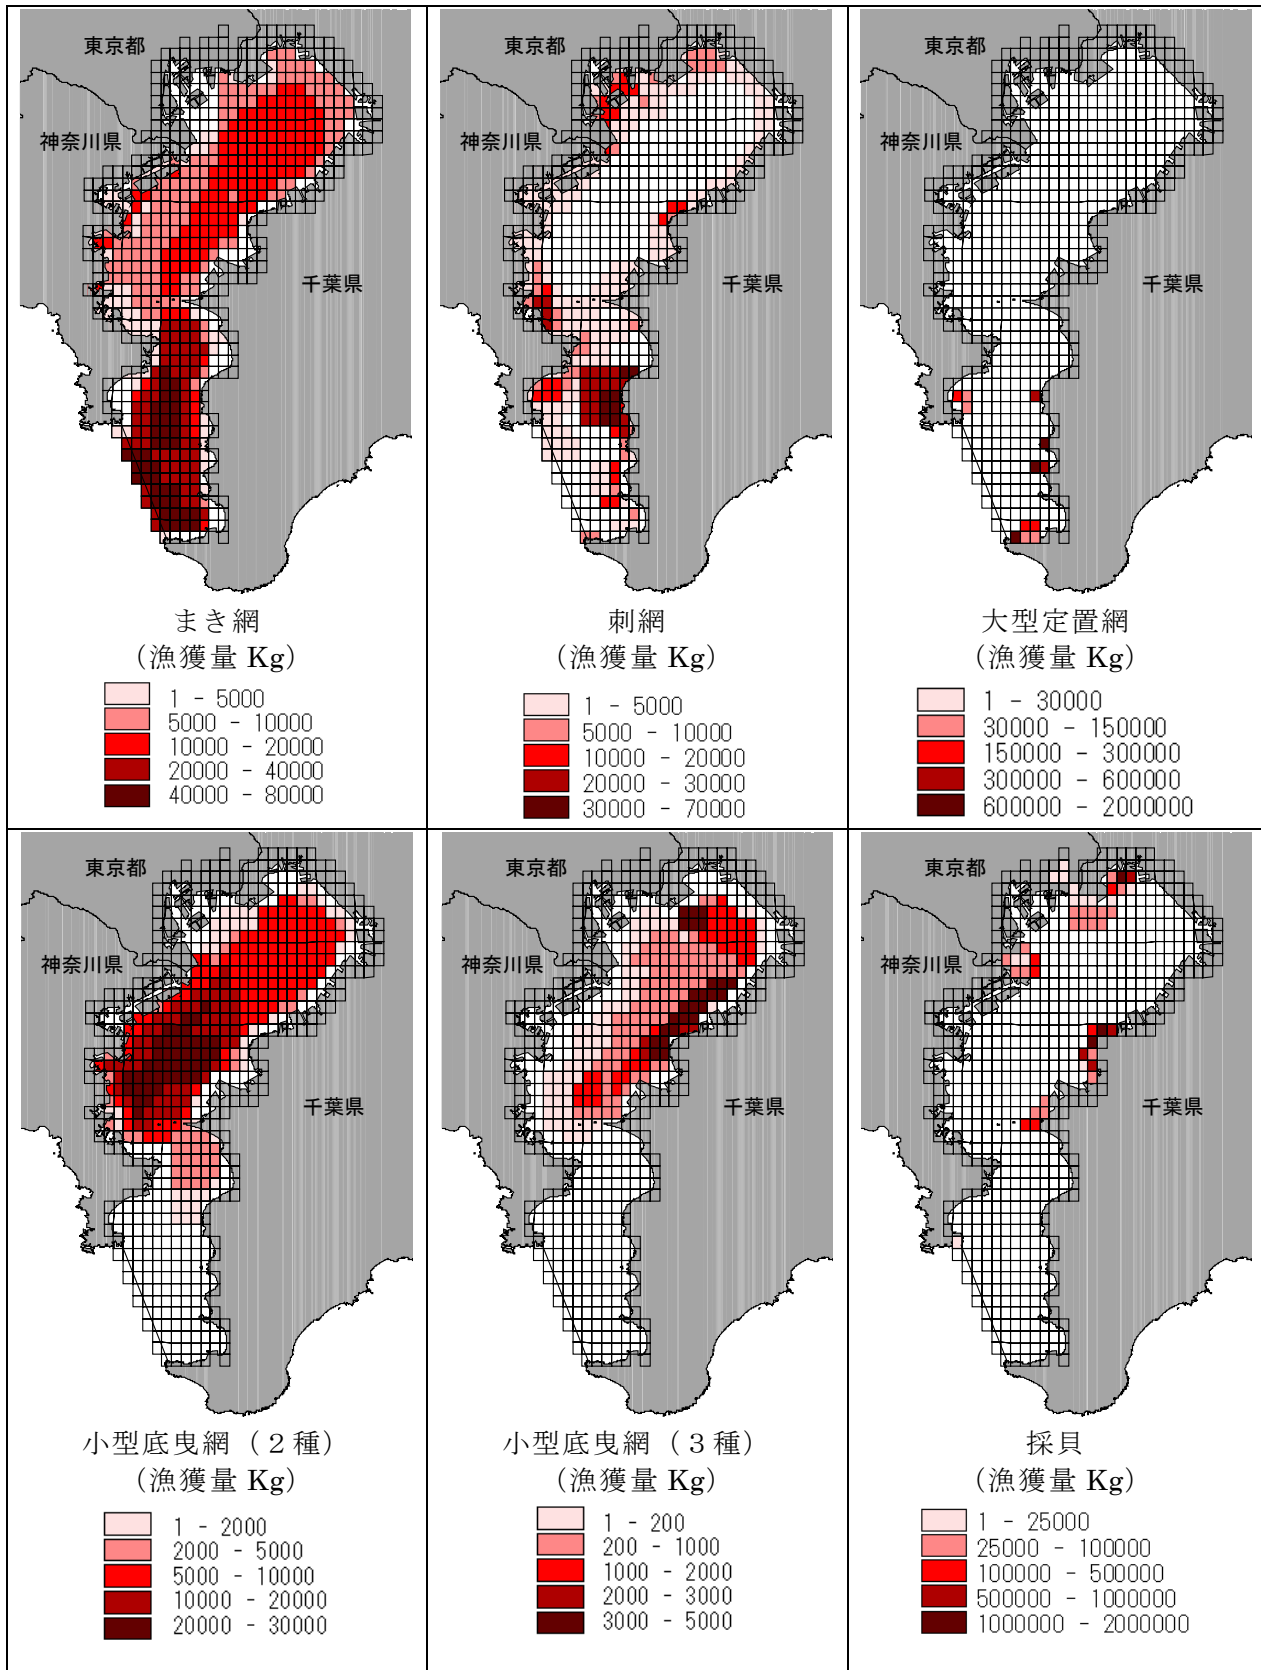 東京都
神奈川県
千葉県
まき網
（漁獲量 Kg）
1 - 5000
5000 - 10000
10000 - 20000
20000 - 40000
40000 - 80000
東京都
神奈川県
千葉県
刺網
（漁獲量 Kg）
1 - 5000
5000 - 10000
10000 - 20000
20000 - 30000
30000 - 70000
東京都
神奈川県
千葉県
大型定置網
（漁獲量 Kg）
1 - 30000
30000 - 150000
150000 - 300000
300000 - 600000
600000 - 2000000
東京都
神奈川県
千葉県
小型底曳網（２種）
（漁獲量 Kg）
1 - 2000
2000 - 5000
5000 - 10000
10000 - 20000
20000 - 30000
東京都
神奈川県
千葉県
小型底曳網（３種）
（漁獲量 Kg）
1 - 200
200 - 1000
1000 - 2000
2000 - 3000
3000 - 5000
東京都
神奈川県
千葉県
採貝
（漁獲量 Kg）
1 - 25000
25000 - 100000
100000 - 500000
500000 - 1000000
1000000 - 2000000